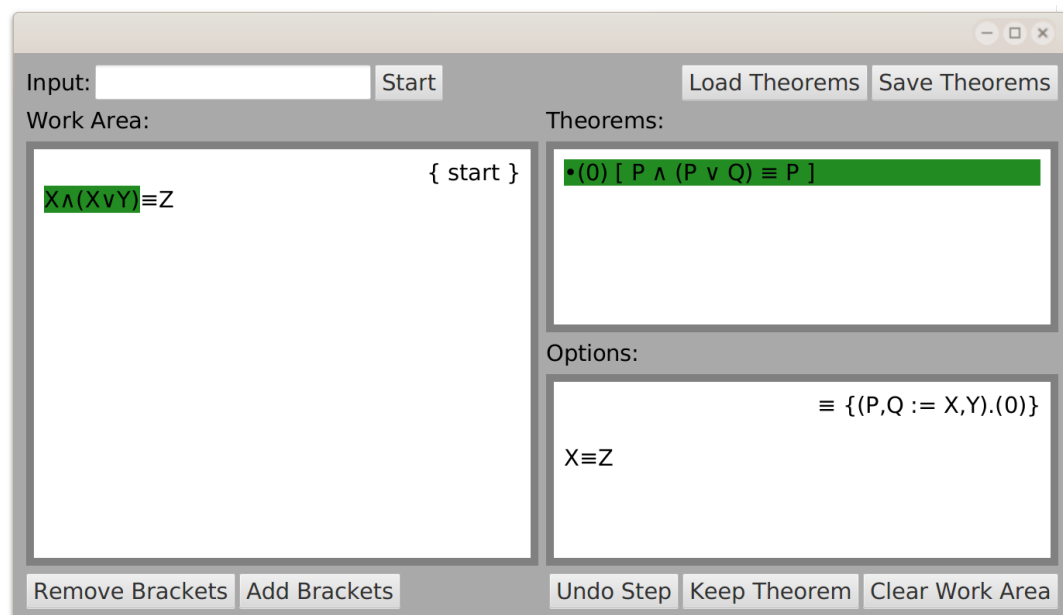 Input: Start Load Theorems Save Theorems
Work Area:
{ start }
X∧(X∨Y)≡Z
Theorems:
•(0) [ P ∧ (P ∨ Q) ≡ P ]
Options:
≡ {(P,Q := X,Y).(0)}
X≡Z
Remove Brackets Add Brackets Undo Step Keep Theorem Clear Work Area